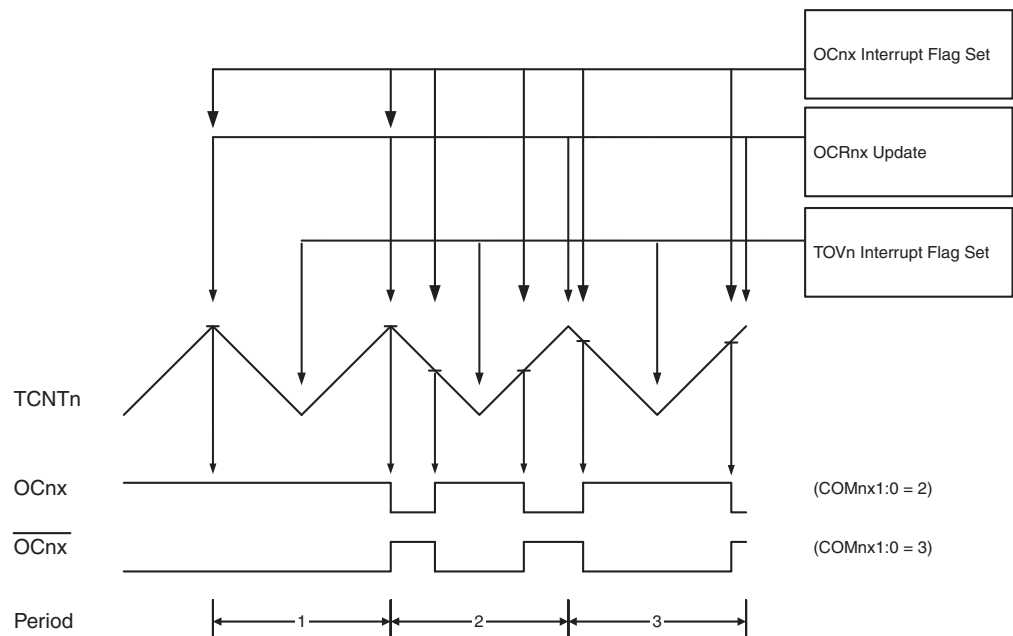 OCnx Interrupt Flag Set
OCRnx Update
TOVn Interrupt Flag Set
TCNTn
OCnx
(COMnx1:0 = 2)
OCnx
(COMnx1:0 = 3)
Period
1
2
3